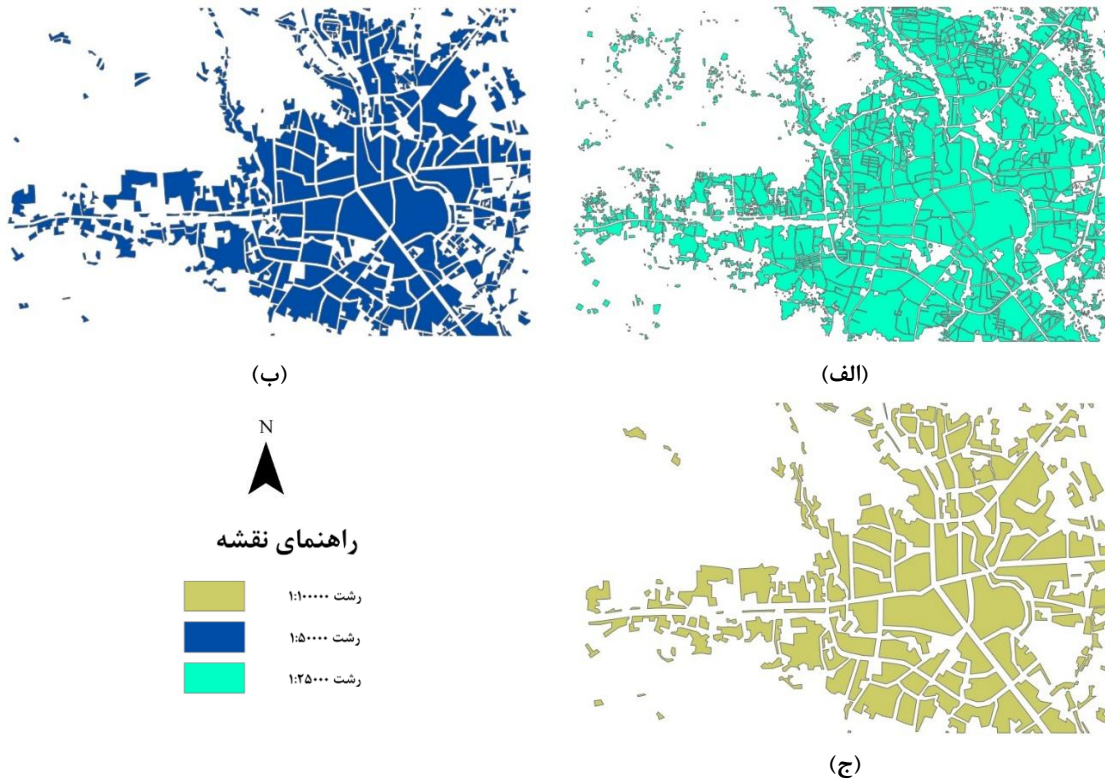 (الف)
(ب)
N
راهنمای نقشه
رشت ۱:۱۰۰۰۰۰
رشت ۱:۵۰۰۰۰
رشت ۱:۲۵۰۰۰
(ج)